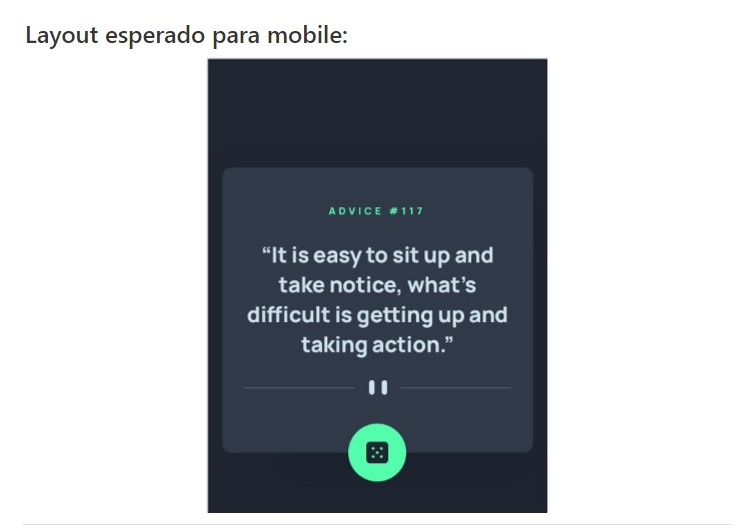 Layout esperado para mobile:
ADVICE #117
“It is easy to sit up and
take notice, what’s
difficult is getting up and
taking action.”